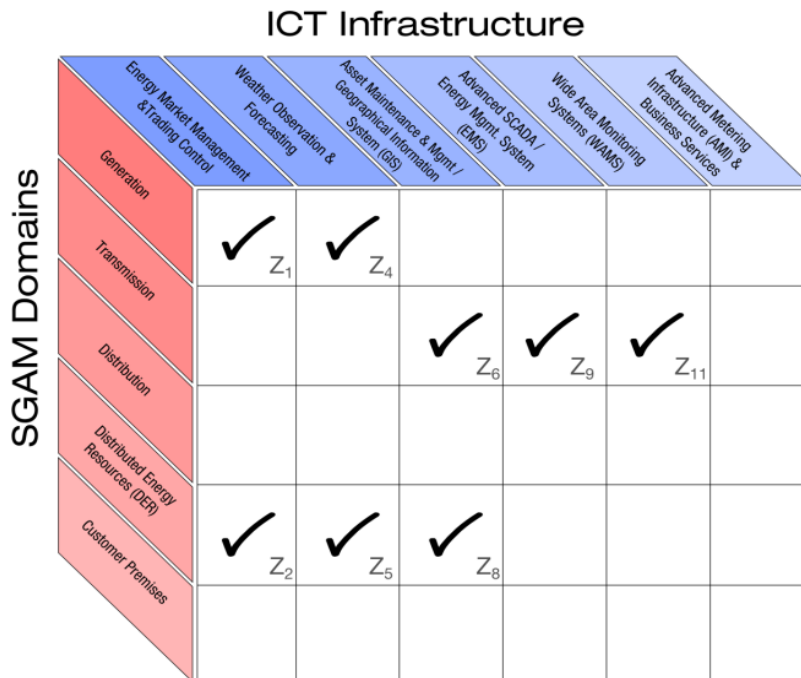 ICT Infrastructure
Energy Market Management
&Trading Control
Weather Observation &
Forecasting
Asset Maintenance & Mgmt /
Geographical Information
System (GIS)
Advanced SCADA /
Energy Mgmt. System
(EMS)
Wide Area Monitoring
Systems (WAMS)
Advanced Metering
Infrastructure (AMI) &
Business Services
SGAM Domains
Generation
Transmission
Distribution
Distributed Energy
Resources (DER)
Customer Premises
Z1 Z4
Z6 Z9 Z11
Z2 Z5 Z8